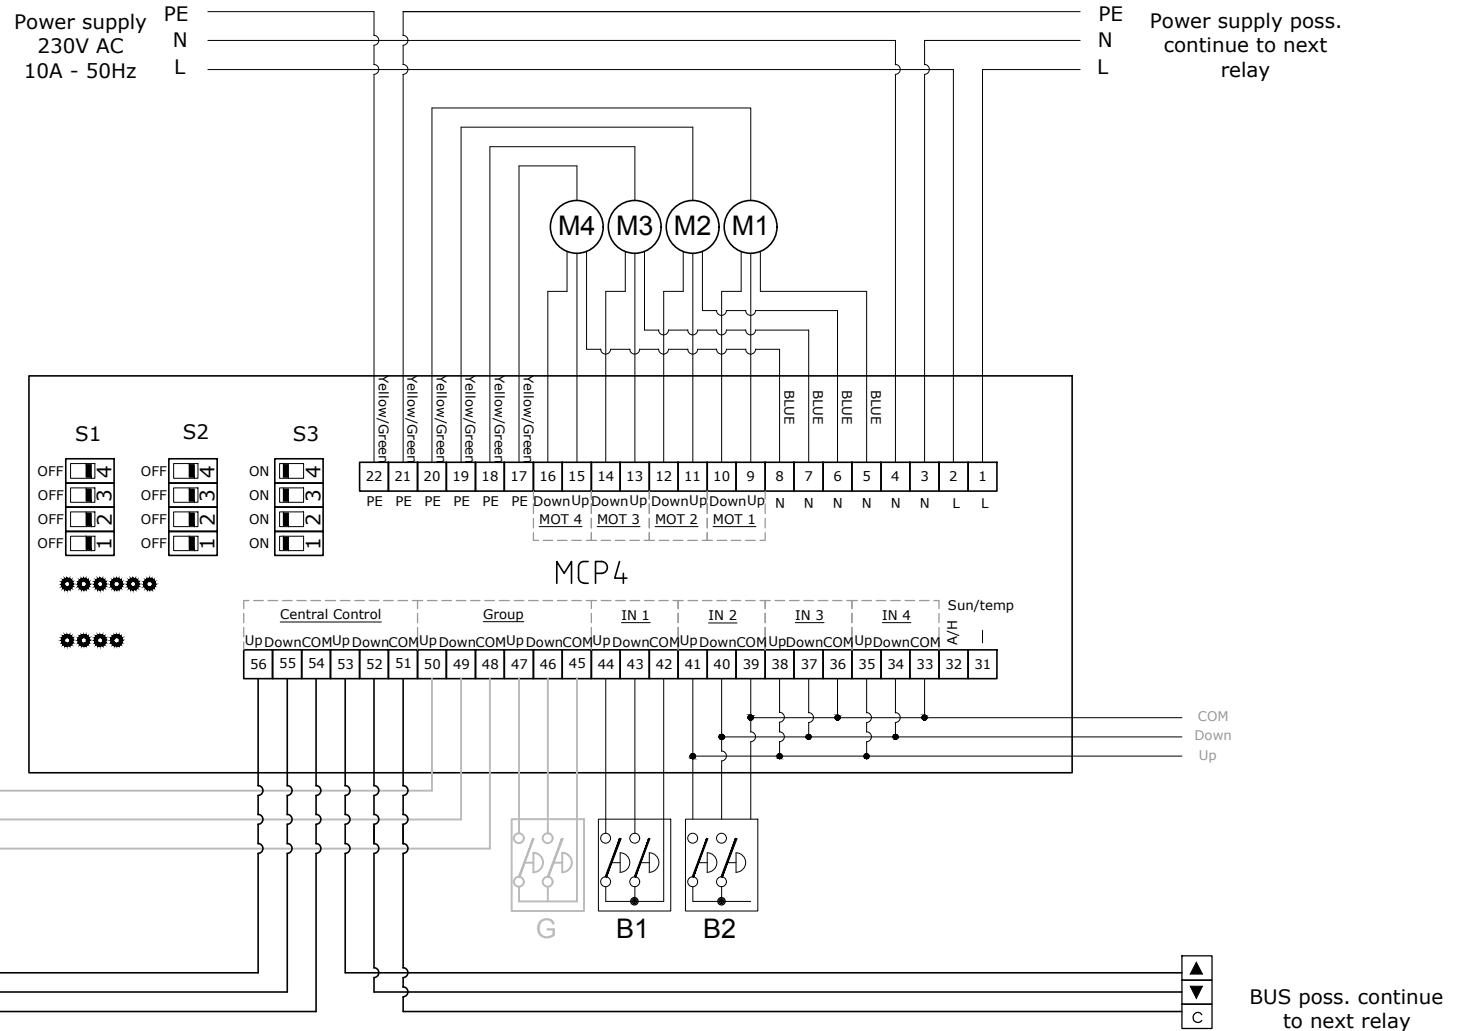 Power supply
230V AC
10A - 50Hz
PE
N
L
PE
N
L
Power supply poss.
continue to next
relay
M4 M3 M2 M1
Yellow/Green Yellow/Green Yellow/Green Yellow/Green Yellow/Green Yellow/Green
BLUE BLUE BLUE BLUE
S1 S2 S3
OFF 4 OFF 4 ON 4
OFF 3 OFF 3 ON 3
OFF 2 OFF 2 ON 2
OFF 1 OFF 1 ON 1
22 21 20 19 18 17 16 15 14 13 12 11 10 9 8 7 6 5 4 3 2 1
PE PE PE PE PE PE Down Up Down Up Down Up Down Up N N N N N N L L
MOT 4 MOT 3 MOT 2 MOT 1
MCP4
Central Control Group IN 1 IN 2 IN 3 IN 4 Sun/temp
Up Down COM Up Down COM Up Down COM Up Down COM Up Down COM Up Down COM Up Down COM Up Down COM A/H —
56 55 54 53 52 51 50 49 48 47 46 45 44 43 42 41 40 39 38 37 36 35 34 33 32 31
COM
Down
Up
G B1 B2
▲
▼
C
BUS poss. continue
to next relay